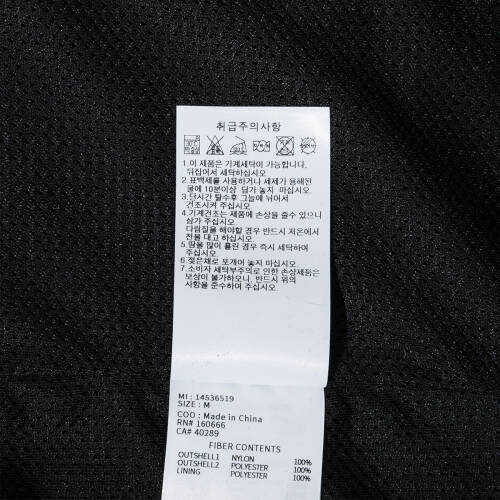 취급주의사항
1.이 제품은 기계세탁이 가능합니다.
뒤집어서 세탁하십시오
2.표백제를 사용하거나 세제가 용해된
물에 10분이상 담가 놓지 마십시오.
3.단시간 탈수후 그늘에 뉘어서
건조시켜 주십시오
4.기계건조는 제품에 손상을 줄수 있으니
삼가 주십시오
다림질을 해야할 경우 반드시 저온에서
천을 대고 하십시오.
5.땀을 많이 흘린 경우 즉시 세탁하여
주십시오.
6.젖은채로 포개어 놓지 마십시오
7.소비자 세탁부주의로 인한 손상제품은
보상이 불가하니, 반드시 위의
사항을 준수하여 주십시오.
MI : 14536519
SIZE : M
COO : Made in China
RN# 160666
CA# 40289
FIBER CONTENTS
OUTSHELL1 NYLON 100%
OUTSHELL2 POLYESTER 100%
LINING POLYESTER 100%